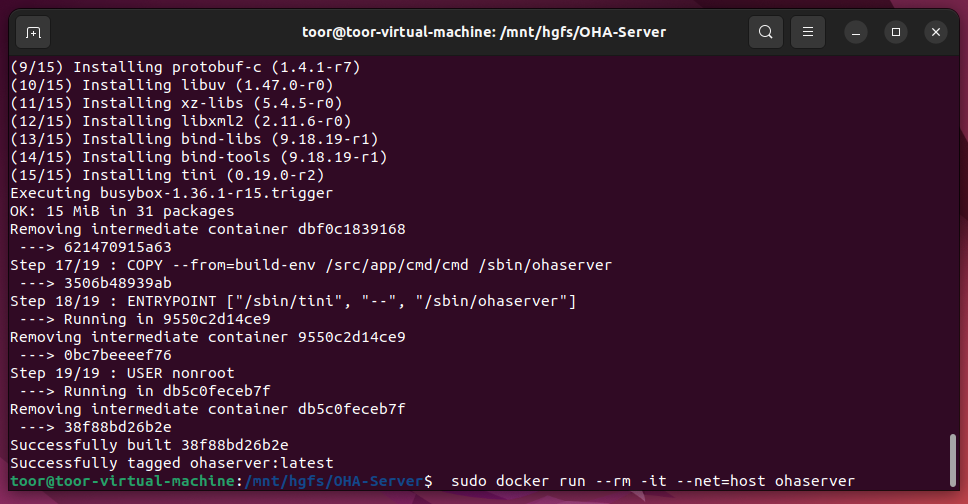 toor@toor-virtual-machine: /mnt/hgfs/OHA-Server
(9/15) Installing protobuf-c (1.4.1-r7)
(10/15) Installing libuv (1.47.0-r0)
(11/15) Installing xz-libs (5.4.5-r0)
(12/15) Installing libxml2 (2.11.6-r0)
(13/15) Installing bind-libs (9.18.19-r1)
(14/15) Installing bind-tools (9.18.19-r1)
(15/15) Installing tini (0.19.0-r2)
Executing busybox-1.36.1-r15.trigger
OK: 15 MiB in 31 packages
Removing intermediate container dbf0c1839168
 ---> 621470915a63
Step 17/19 : COPY --from=build-env /src/app/cmd/cmd /sbin/ohaserver
 ---> 3506b48939ab
Step 18/19 : ENTRYPOINT ["/sbin/tini", "--", "/sbin/ohaserver"]
 ---> Running in 9550c2d14ce9
Removing intermediate container 9550c2d14ce9
 ---> 0bc7beeeef76
Step 19/19 : USER nonroot
 ---> Running in db5c0feceb7f
Removing intermediate container db5c0feceb7f
 ---> 38f88bd26b2e
Successfully built 38f88bd26b2e
Successfully tagged ohaserver:latest
toor@toor-virtual-machine:/mnt/hgfs/OHA-Server$  sudo docker run --rm -it --net=host ohaserver